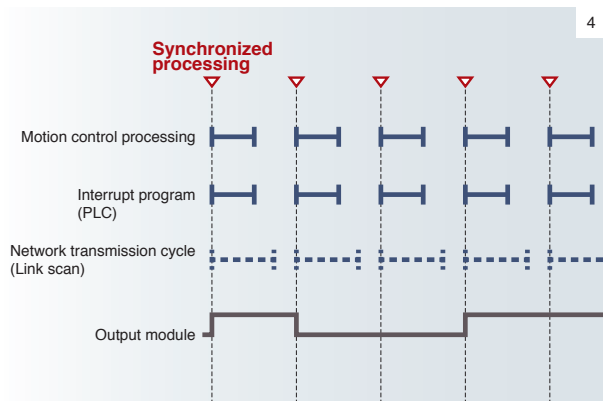 4
Synchronized
processing
Motion control processing
Interrupt program
(PLC)
Network transmission cycle
(Link scan)
Output module